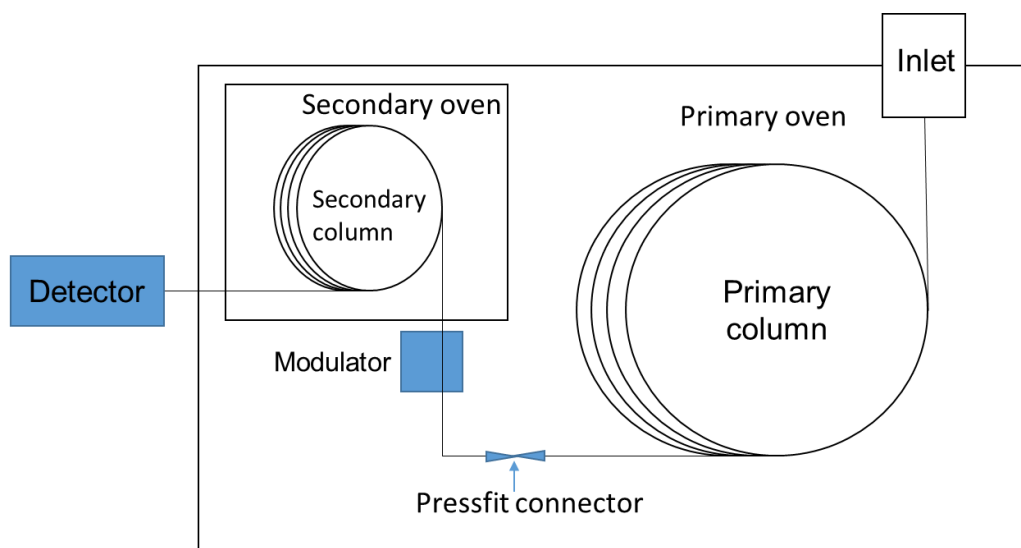 Inlet
Secondary oven
Primary oven
Secondary
column
Detector
Primary
column
Modulator
Pressfit connector